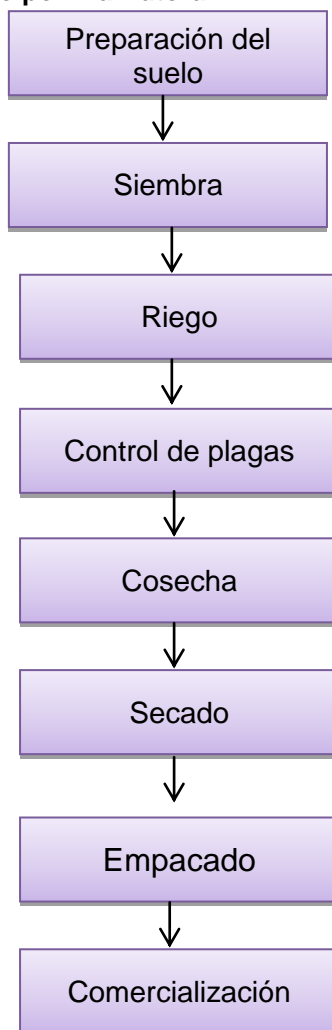 Preparación del
suelo
Siembra
Riego
Control de plagas
Cosecha
Secado
Empacado
Comercialización